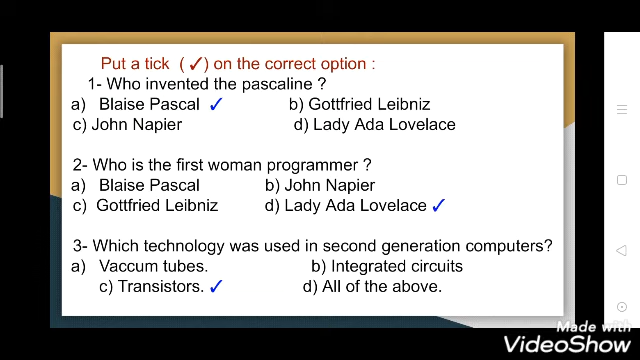 Put a tick (✓) on the correct option :
1- Who invented the pascaline ?
a) Blaise Pascal ✓ b) Gottfried Leibniz
c) John Napier d) Lady Ada Lovelace
2- Who is the first woman programmer ?
a) Blaise Pascal b) John Napier
c) Gottfried Leibniz d) Lady Ada Lovelace ✓
3- Which technology was used in second generation computers?
a) Vaccum tubes. b) Integrated circuits
c) Transistors. ✓ d) All of the above.
Made with
VideoShow